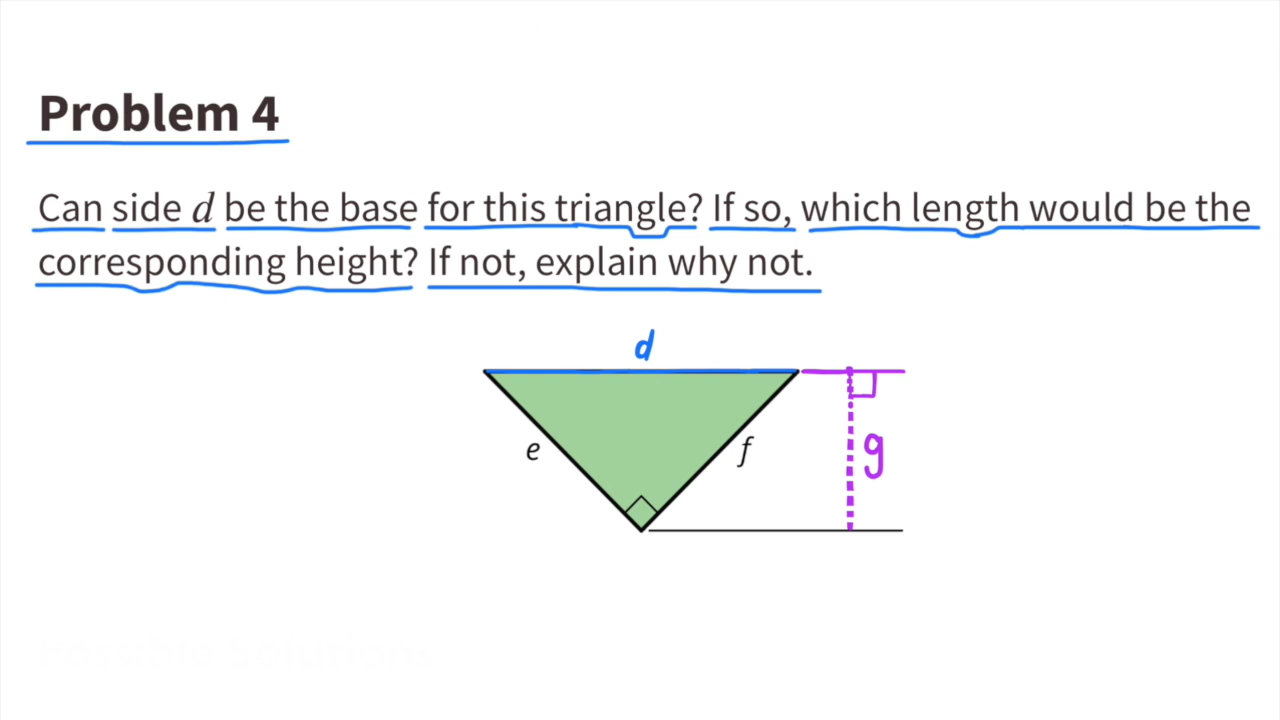 Problem 4
Can side d be the base for this triangle? If so, which length would be the
corresponding height? If not, explain why not.
d
e
f
g